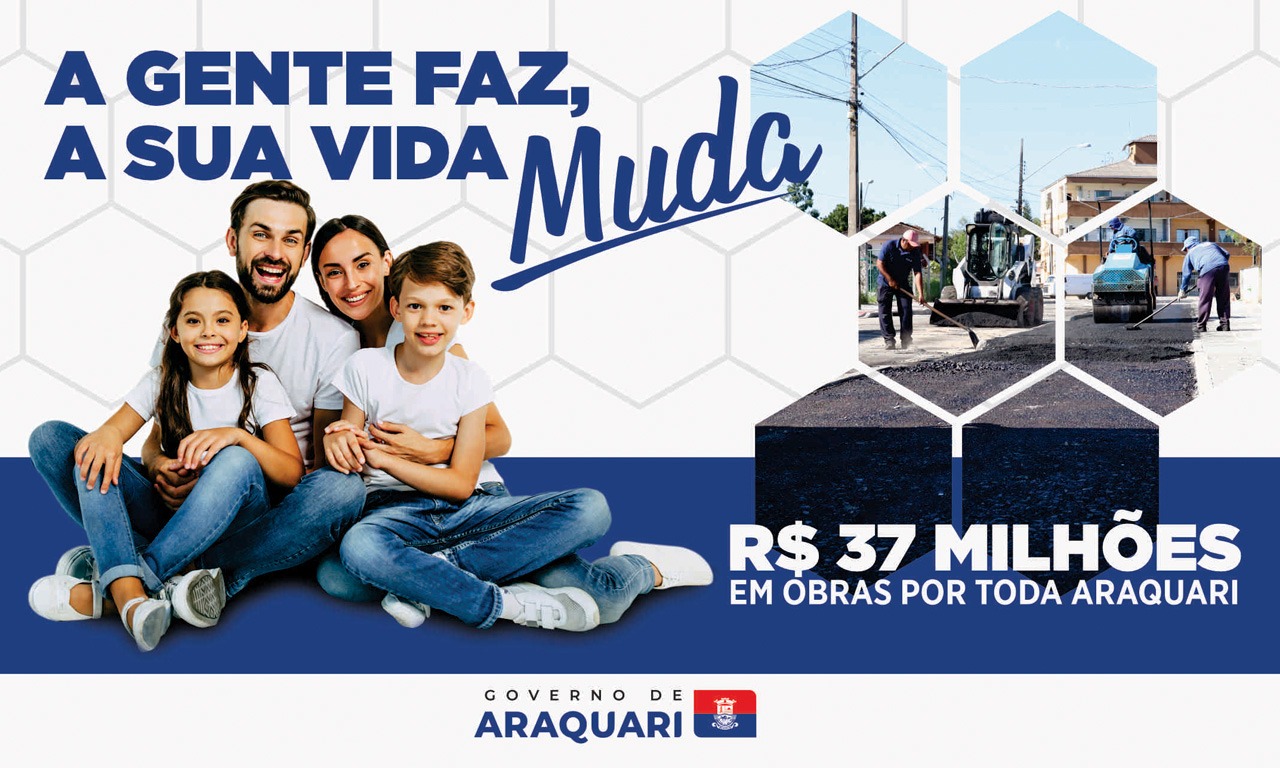 A GENTE FAZ,
A SUA VIDA Muda
R$ 37 MILHÕES
EM OBRAS POR TODA ARAQUARI
GOVERNO DE
ARAQUARI